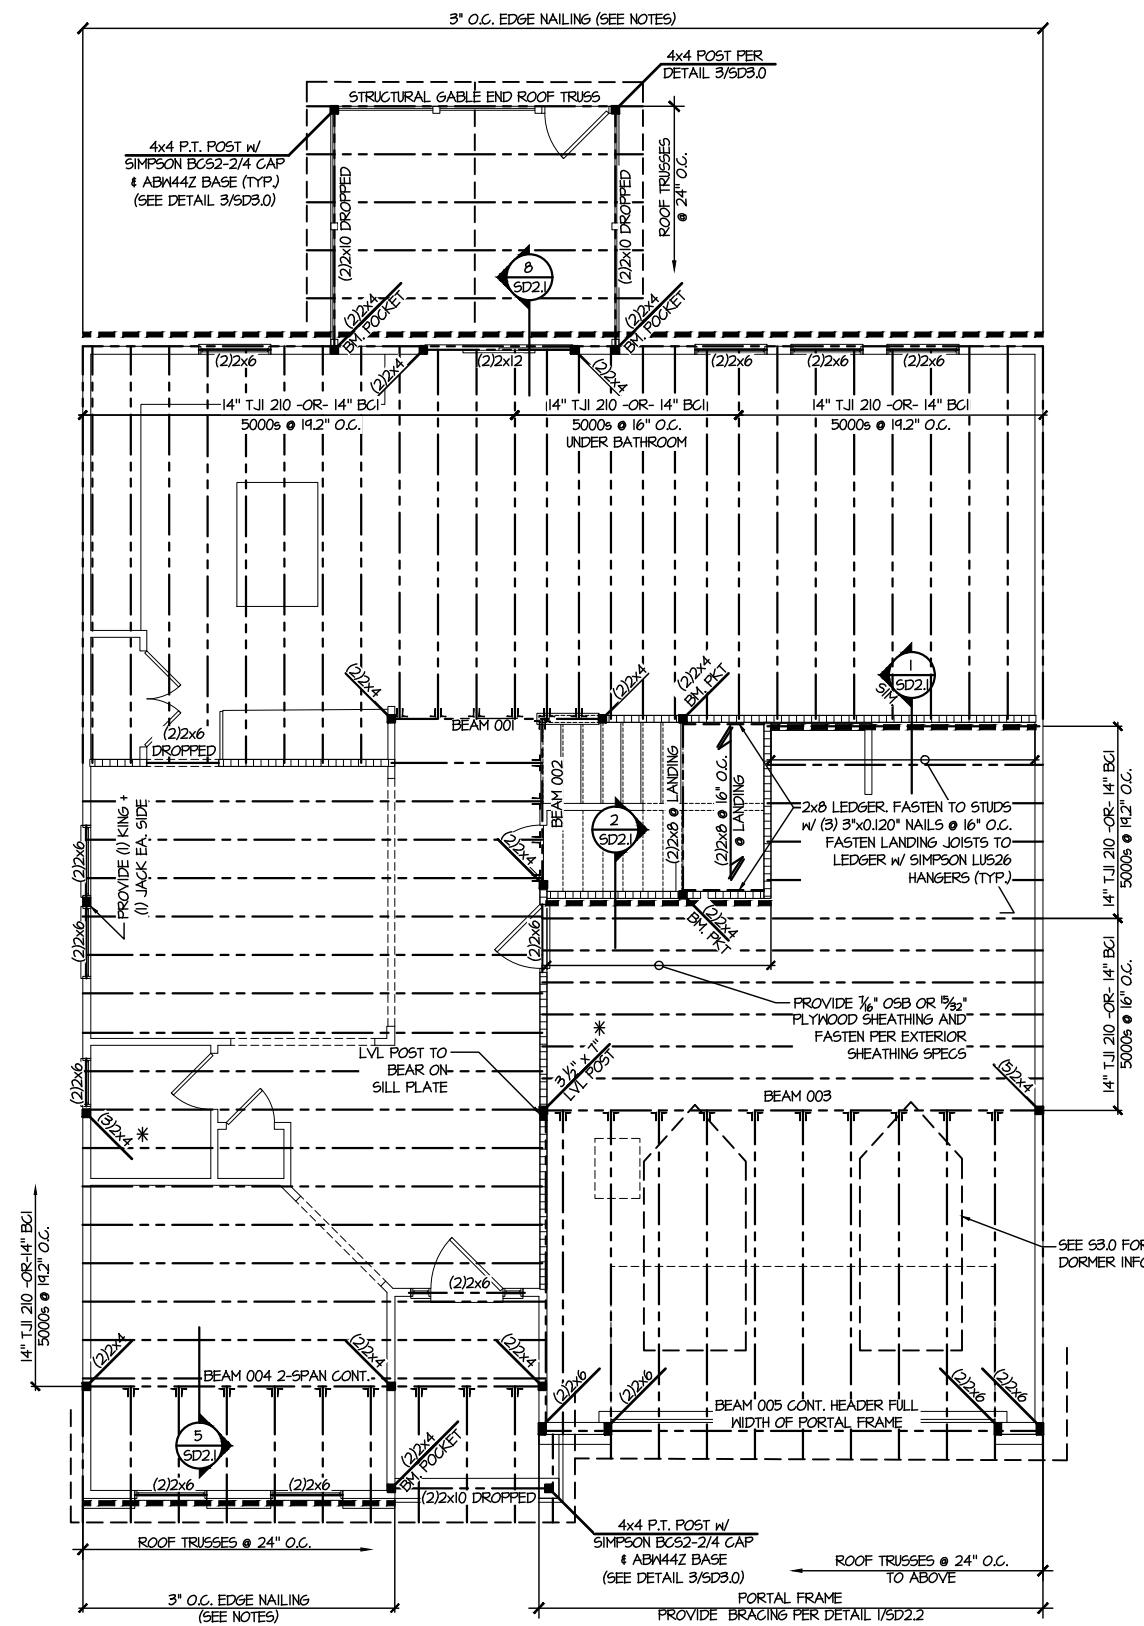 3" O.C. EDGE NAILING (SEE NOTES)
4x4 POST PER
DETAIL 3/SD3.0
STRUCTURAL GABLE END ROOF TRUSS
4x4 P.T. POST w/
SIMPSON BCS2-2/4 CAP
& ABW44Z BASE (TYP.)
(SEE DETAIL 3/SD3.0)
(2)2x10 DROPPED
(2)2x10 DROPPED
ROOF TRUSSES
@ 24" O.C.
8
SD2.1
(2)2x4
BM. POCKET
(2)2x4
BM. POCKET
(2)2x6
(2)2x4
(2)2x12
(2)2x4
(2)2x6
(2)2x6
(2)2x6
14" TJI 210 -OR- 14" BCI
5000s @ 19.2" O.C.
14" TJI 210 -OR- 14" BCI
5000s @ 16" O.C.
UNDER BATHROOM
14" TJI 210 -OR- 14" BCI
5000s @ 19.2" O.C.
(2)2x4
(2)2x4
(2)2x4
BM. PKT
1
SD2.1
SIM
BEAM 001
(2)2x6
DROPPED
BEAM 002
(2)2x8 @ LANDING
(2)2x8 @ 16" O.C.
@ LANDING
2
SD2.1
(2)2x4
2x8 LEDGER. FASTEN TO STUDS
w/ (3) 3"x0.120" NAILS @ 16" O.C.
FASTEN LANDING JOISTS TO
LEDGER w/ SIMPSON LUS26
HANGERS (TYP.)
14" TJI 210 -OR- 14" BCI
5000s @ 19.2" O.C.
(2)2x6
PROVIDE (1) KING +
(1) JACK EA. SIDE
(2)2x6
(2)2x6
(2)2x4
BM. PKT
14" TJI 210 -OR- 14" BCI
5000s @ 16" O.C.
PROVIDE 7/16" OSB OR 15/32"
PLYWOOD SHEATHING AND
FASTEN PER EXTERIOR
SHEATHING SPECS
LVL POST TO
BEAR ON
SILL PLATE
3 1/2" x 7" *
LVL POST
(5)2x4
BEAM 003
(2)2x6
(3)2x4 *
14" TJI 210 -OR-14" BCI
5000s @ 19.2" O.C.
SEE S3.0 FOR
DORMER INFO
(2)2x6
(2)2x4
(2)2x4
(2)2x4
BEAM 004 2-SPAN CONT.
(2)2x6
(2)2x6
(2)2x6
(2)2x6
BEAM 005 CONT. HEADER FULL
WIDTH OF PORTAL FRAME
5
SD2.1
(2)2x4
BM. POCKET
(2)2x6
(2)2x6
(2)2x10 DROPPED
ROOF TRUSSES @ 24" O.C.
4x4 P.T. POST w/
SIMPSON BCS2-2/4 CAP
& ABW44Z BASE
(SEE DETAIL 3/SD3.0)
ROOF TRUSSES @ 24" O.C.
TO ABOVE
3" O.C. EDGE NAILING
(SEE NOTES)
PORTAL FRAME
PROVIDE BRACING PER DETAIL 1/SD2.2